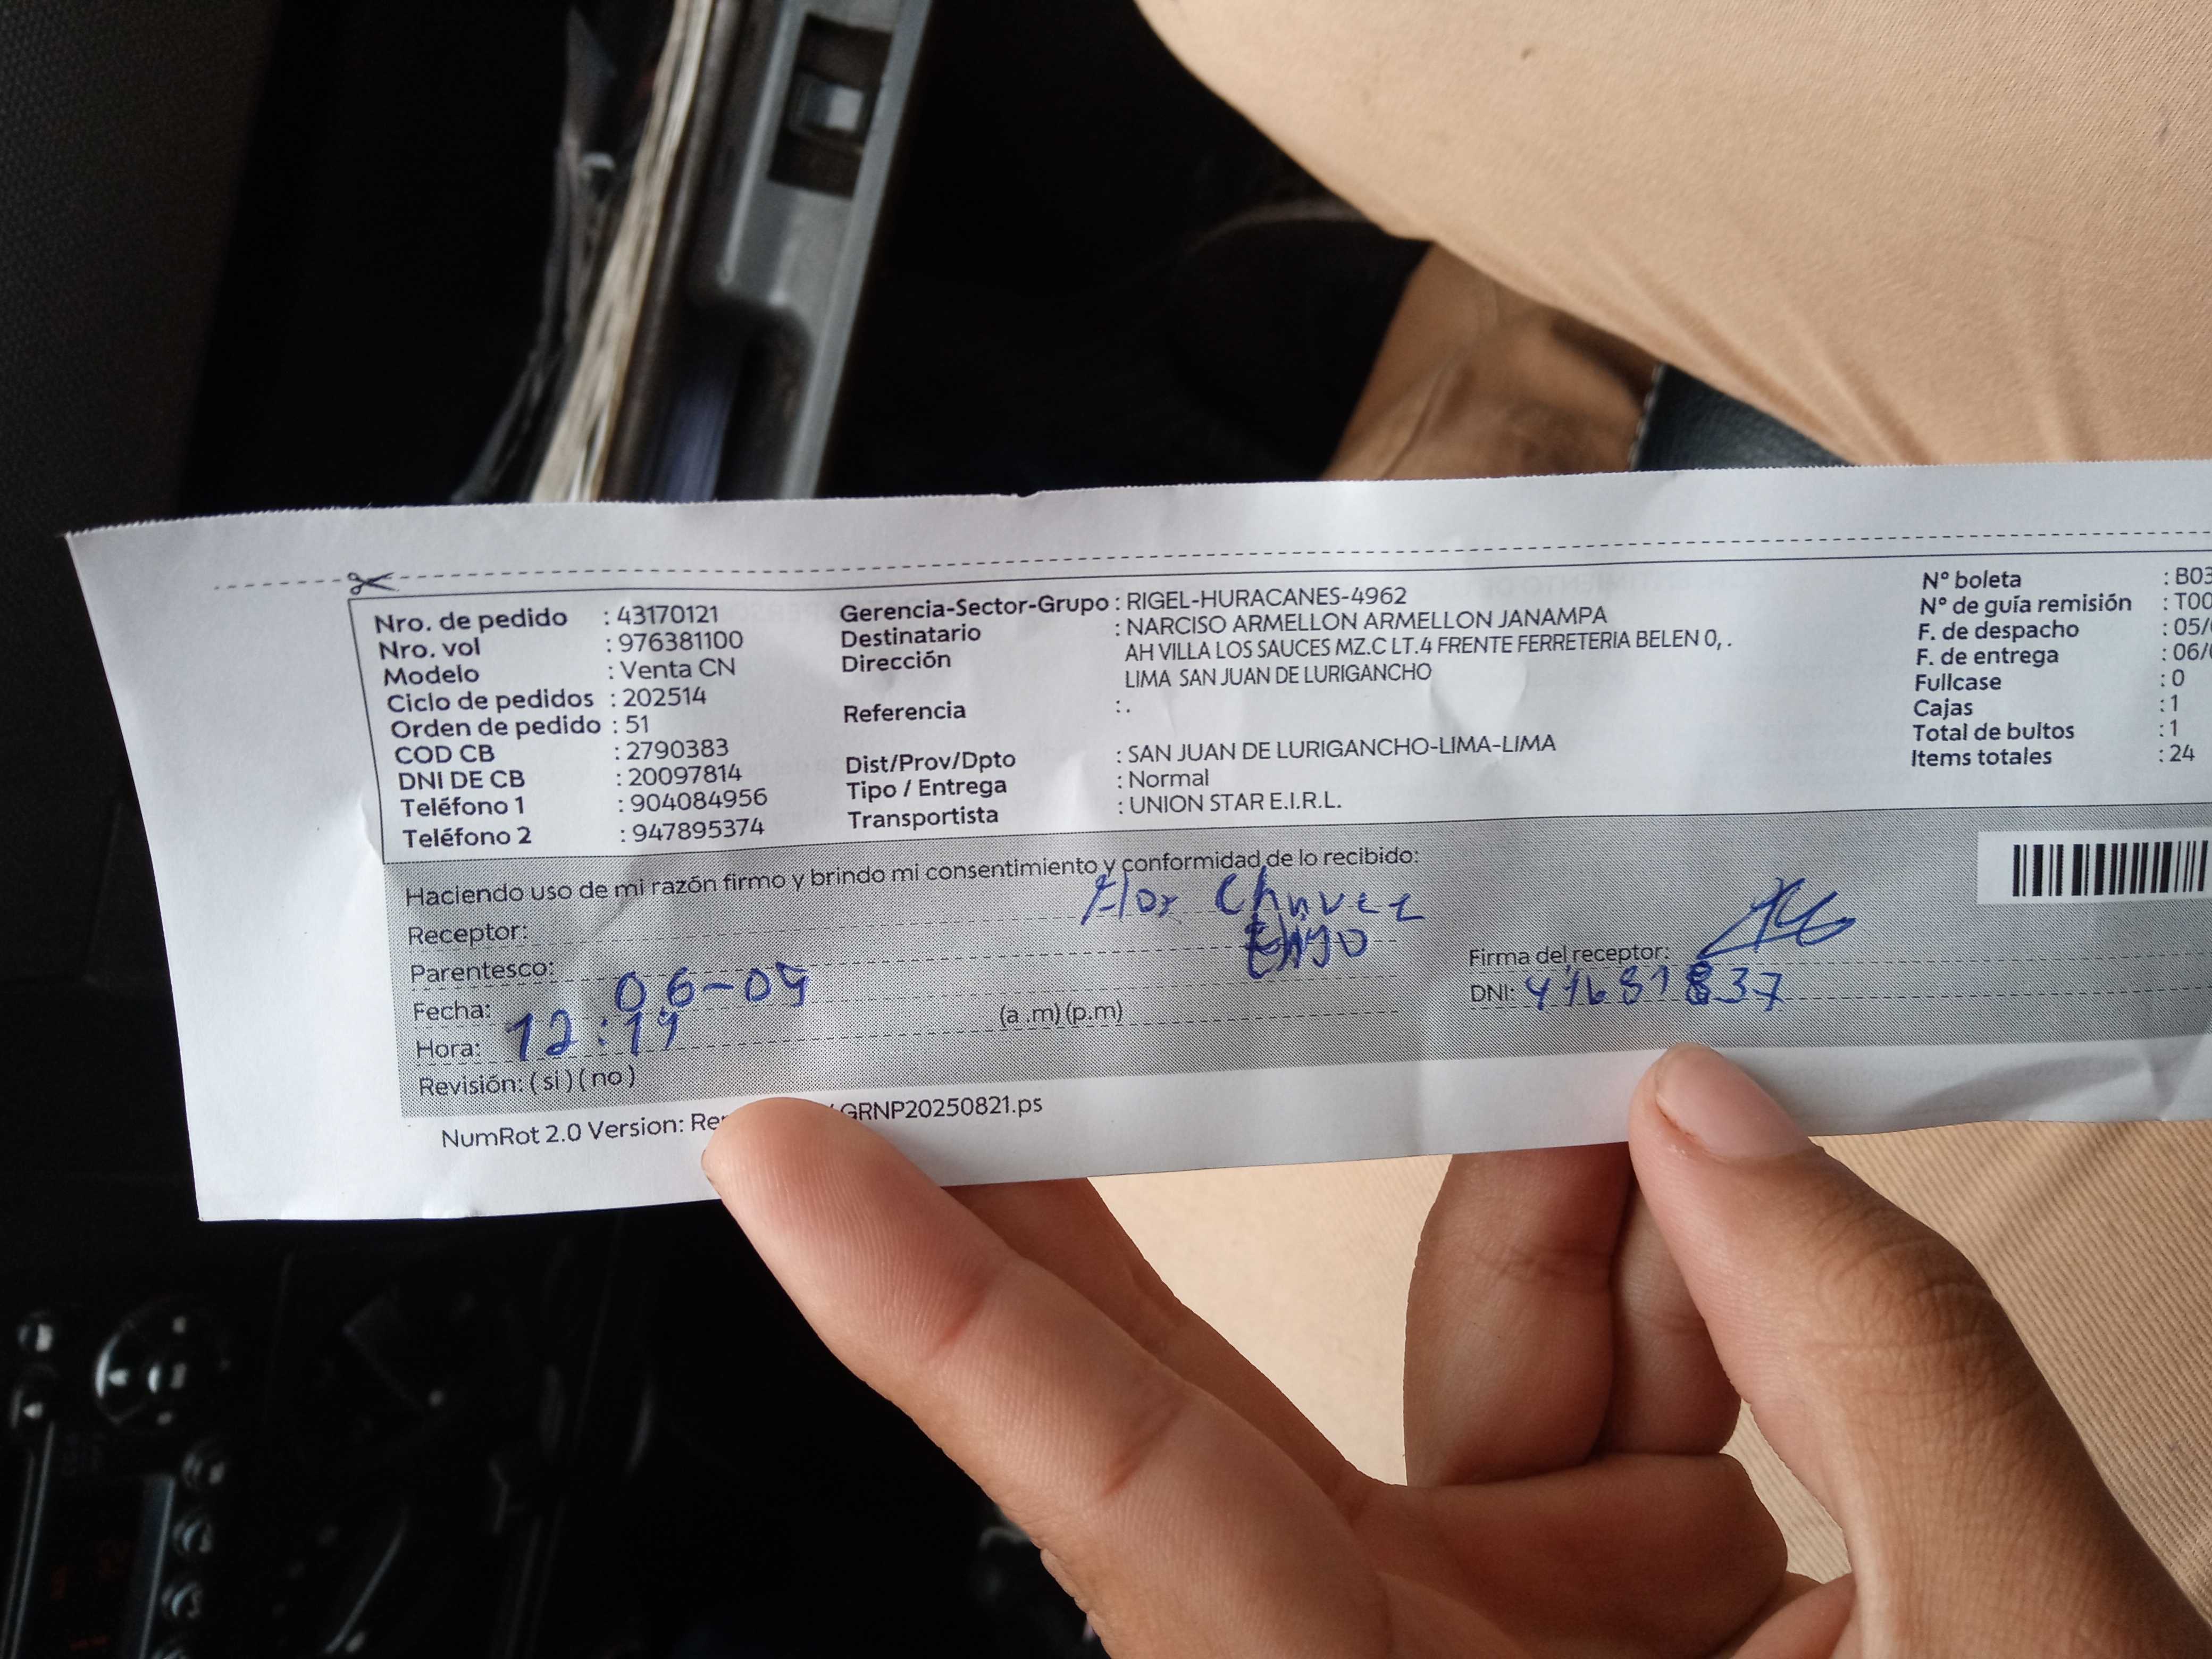 Nro. de pedido : 43170121
Nro. vol : 976381100
Modelo : Venta CN
Ciclo de pedidos : 202514
Orden de pedido : 51
COD CB : 2790383
DNI DE CB : 20097814
Teléfono 1 : 904084956
Teléfono 2 : 947895374
Gerencia-Sector-Grupo : RIGEL-HURACANES-4962
Destinatario : NARCISO ARMELLON ARMELLON JANAMPA
Dirección AH VILLA LOS SAUCES MZ.C LT.4 FRENTE FERRETERIA BELEN 0, .
LIMA SAN JUAN DE LURIGANCHO
Referencia : .
Dist/Prov/Dpto : SAN JUAN DE LURIGANCHO-LIMA-LIMA
Tipo / Entrega : Normal
Transportista : UNION STAR E.I.R.L.
N° boleta : B03
N° de guía remisión : T00
F. de despacho : 05/
F. de entrega : 06/
Fullcase : 0
Cajas : 1
Total de bultos : 1
Items totales : 24
Haciendo uso de mi razón firmo y brindo mi consentimiento y conformidad de lo recibido:
Receptor: Flor Chavez
Parentesco:
Fecha: 06-09
Hora: 12:19 (a .m) (p.m)
Revisión: ( si ) ( no )
Firma del receptor:
DNI:
NumRot 2.0 Version: GRNP20250821.ps